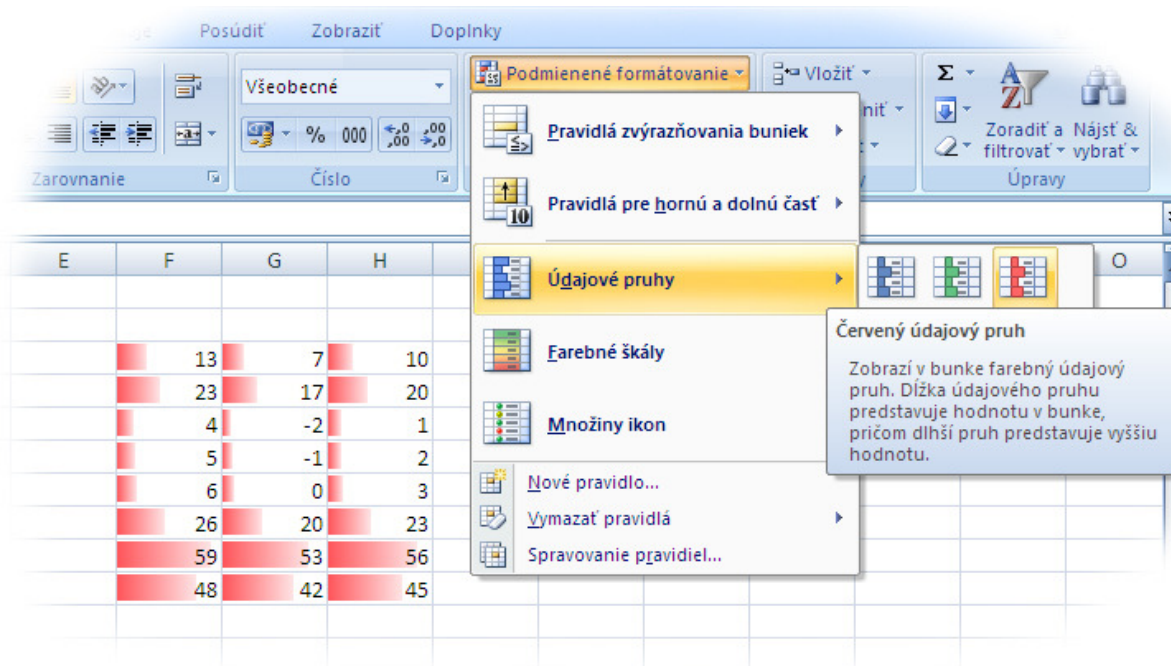 Posúdiť Zobraziť Doplnky
Všeobecné
% 000
Zarovnanie
Číslo
Podmienené formátovanie
Vložiť
Zoradiť a filtrovať
Nájsť & vybrať
Úpravy
Pravidlá zvýrazňovania buniek
Pravidlá pre hornú a dolnú časť
Údajové pruhy
Farebné škály
Množiny ikon
Nové pravidlo...
Vymazať pravidlá
Spravovanie pravidiel...
Červený údajový pruh
Zobrazí v bunke farebný údajový
pruh. Dĺžka údajového pruhu
predstavuje hodnotu v bunke,
pričom dlhší pruh predstavuje vyššiu
hodnotu.
E F G H O
13 7 10
23 17 20
4 -2 1
5 -1 2
6 0 3
26 20 23
59 53 56
48 42 45